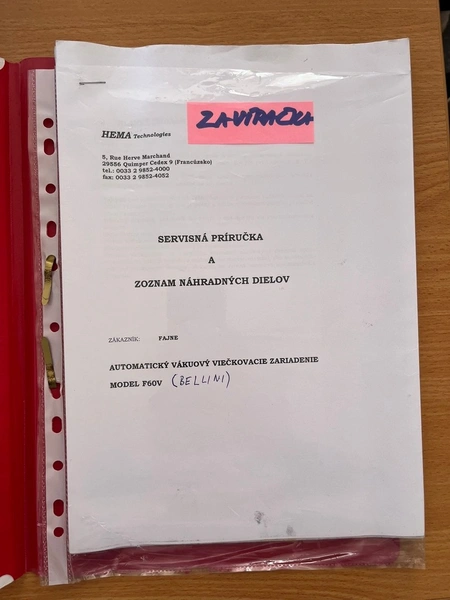 ZAVÍRAČKA
HEMA Technologies
5, Rue Herve Marchand
29556 Quimper Cedex 9 (Francúzsko)
tel.: 0033 2 9852-4000
fax: 0033 2 9852-4052
SERVISNÁ PRÍRUČKA
A
ZOZNAM NÁHRADNÝCH DIELOV
ZÁKAZNÍK: FAJNE
AUTOMATICKÝ VÁKUOVÝ VIEČKOVACIE ZARIADENIE
MODEL F60V (BELLINI)